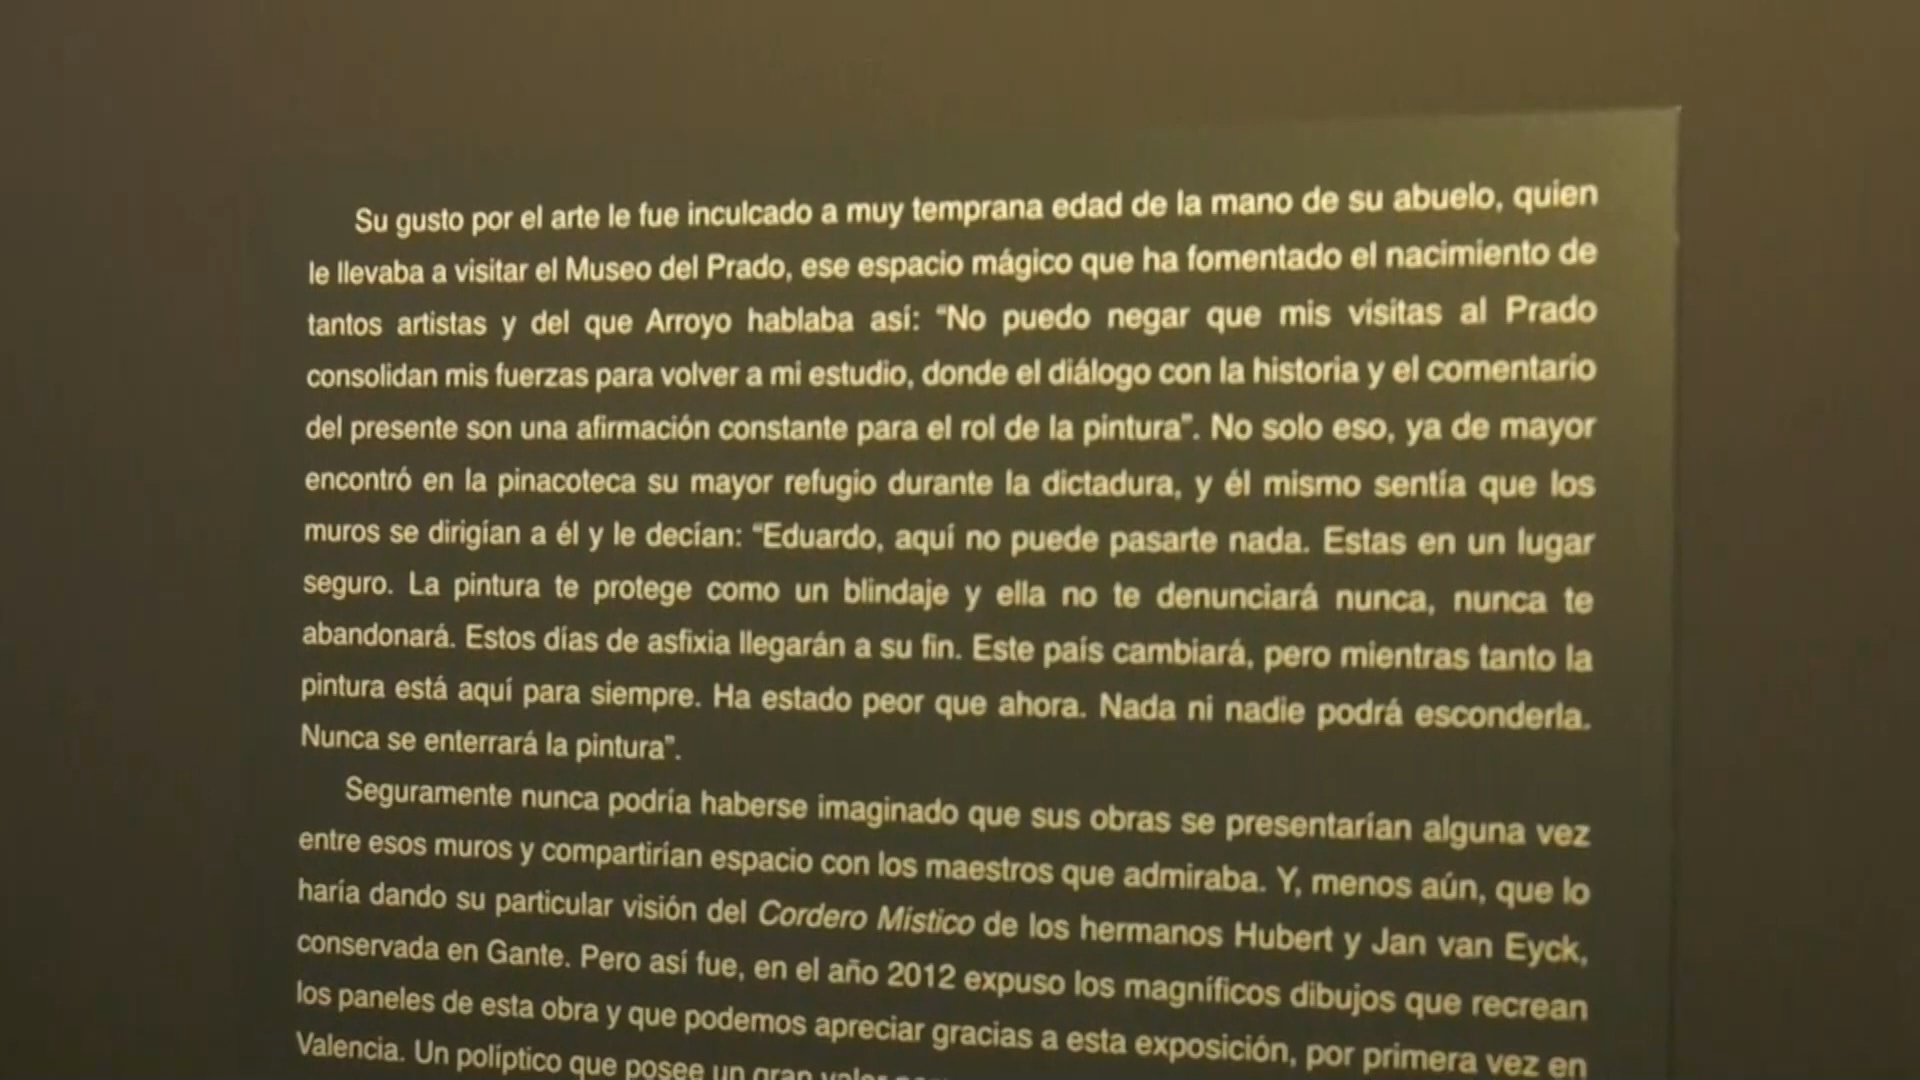 Su gusto por el arte le fue inculcado a muy temprana edad de la mano de su abuelo, quien
le llevaba a visitar el Museo del Prado, ese espacio mágico que ha fomentado el nacimiento de
tantos artistas y del que Arroyo hablaba así: “No puedo negar que mis visitas al Prado
consolidan mis fuerzas para volver a mi estudio, donde el diálogo con la historia y el comentario
del presente son una afirmación constante para el rol de la pintura”. No solo eso, ya de mayor
encontró en la pinacoteca su mayor refugio durante la dictadura, y él mismo sentía que los
muros se dirigían a él y le decían: “Eduardo, aquí no puede pasarte nada. Estas en un lugar
seguro. La pintura te protege como un blindaje y ella no te denunciará nunca, nunca te
abandonará. Estos días de asfixia llegarán a su fin. Este país cambiará, pero mientras tanto la
pintura está aquí para siempre. Ha estado peor que ahora. Nada ni nadie podrá esconderla.
Nunca se enterrará la pintura”.
Seguramente nunca podría haberse imaginado que sus obras se presentarían alguna vez
entre esos muros y compartirían espacio con los maestros que admiraba. Y, menos aún, que lo
haría dando su particular visión del Cordero Místico de los hermanos Hubert y Jan van Eyck,
conservada en Gante. Pero así fue, en el año 2012 expuso los magníficos dibujos que recrean
los paneles de esta obra y que podemos apreciar gracias a esta exposición, por primera vez en
Valencia. Un políptico que posee un gran valor